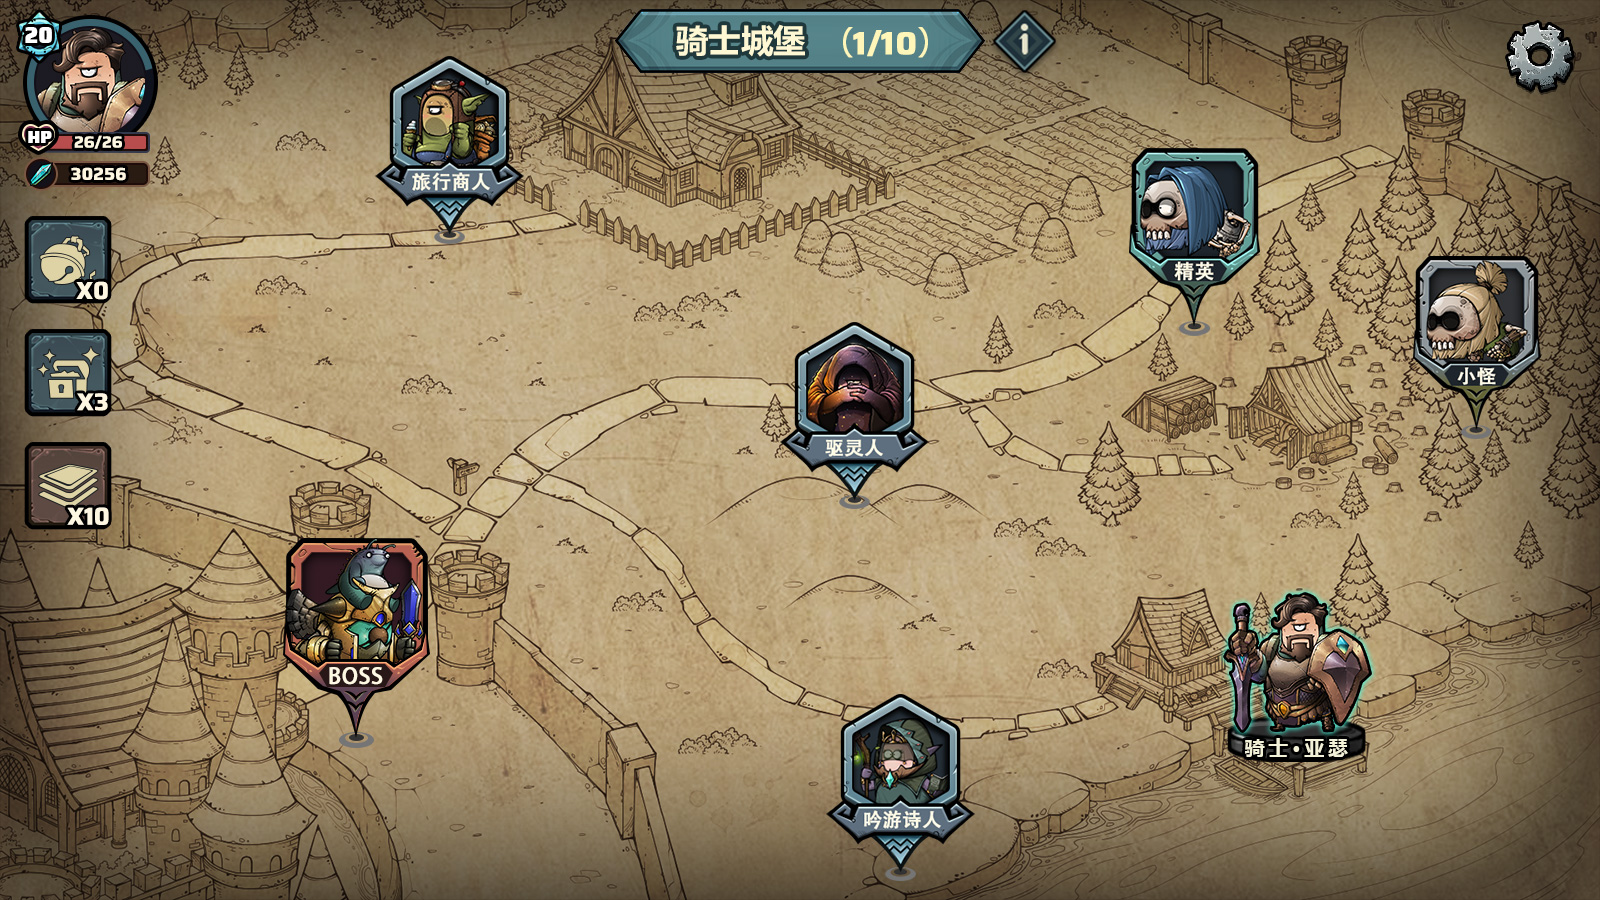 20
骑士城堡 （1/10）
i
HP 26/26
30256
旅行商人
精英
X0
小怪
X3
驱灵人
X10
BOSS
骑士·亚瑟
吟游诗人